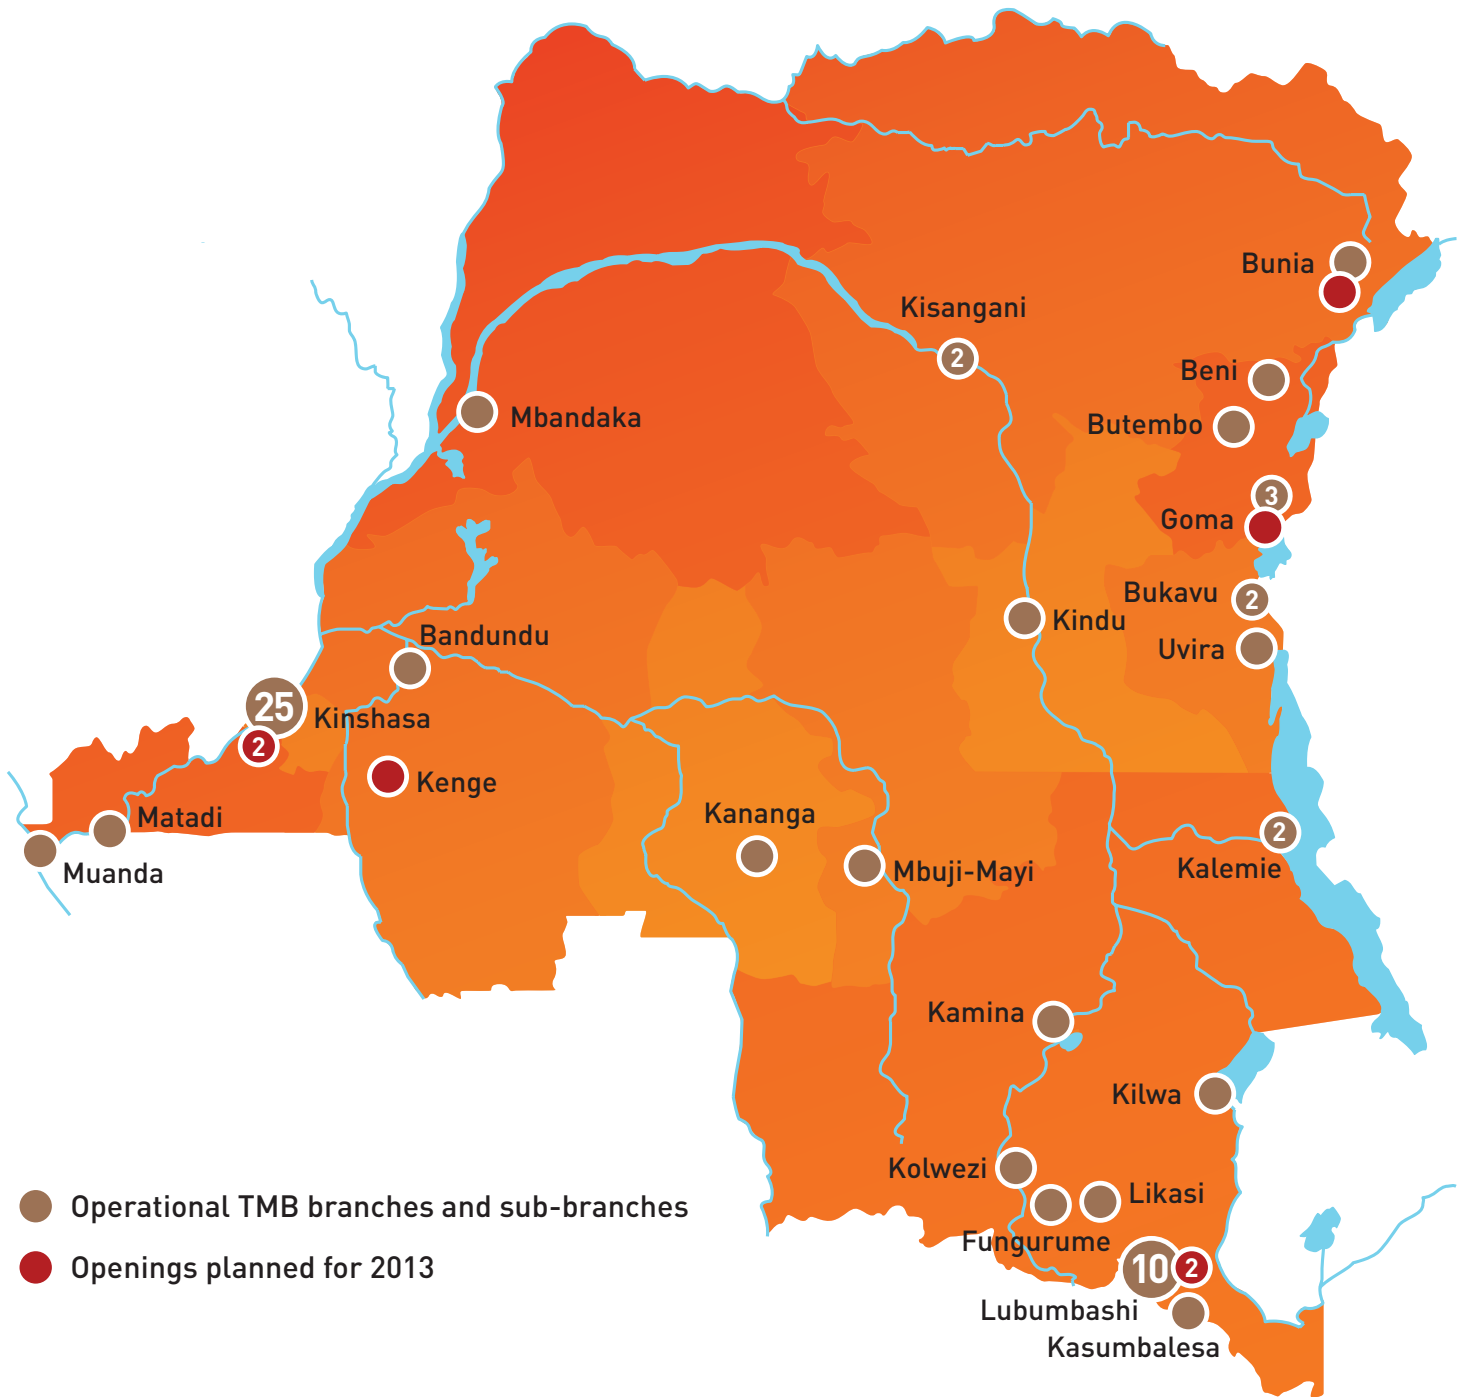 Bunia
Kisangani
2
Beni
Mbandaka
Butembo
3
Goma
Bukavu
2
Kindu
Bandundu
Uvira
25
Kinshasa
2
Kenge
Matadi
Kananga
2
Muanda
Mbuji-Mayi
Kalemie
Kamina
Kilwa
Kolwezi
Likasi
Operational TMB branches and sub-branches
Fungurume
Openings planned for 2013
10
2
Lubumbashi
Kasumbalesa